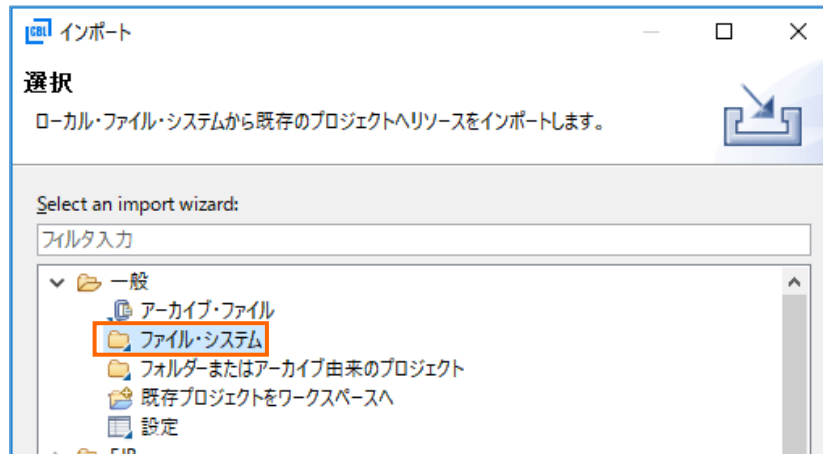 CBL インポート
選択
ローカル・ファイル・システムから既存のプロジェクトへリソースをインポートします。
Select an import wizard:
フィルタ入力
一般
アーカイブ・ファイル
ファイル・システム
フォルダーまたはアーカイブ由来のプロジェクト
既存プロジェクトをワークスペースへ
設定